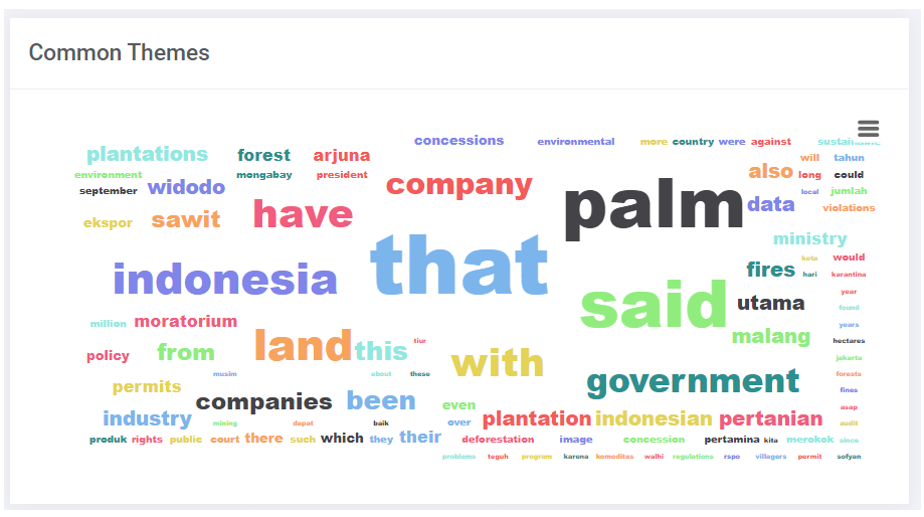 Common Themes
concessions environmental more country were against
plantations forest arjuna will tahun
environment mongabay president company also long could
september widodo palm local jumlah
ekspor sawit have data violations
ministry
indonesia that fires kata would
hari karantina
said utama year
found
million moratorium malang years
land tiur hectares
policy from this with jakarta
musim about these government forests
permits fines
companies been even asap
industry mining dapat baik over plantation indonesian pertanian audit
produk rights public court there such which they their deforestation image concession pertamina kita merokok since
problems teguh program karena komoditas walhi regulations rspo villagers permit sofyan